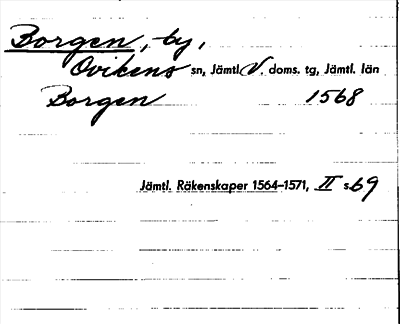 Borgen, by,
Ovikens sn, Jämtl. V. doms. tg, Jämtl. län
Borgen 1568
Jämtl. Räkenskaper 1564–1571, II s. 69